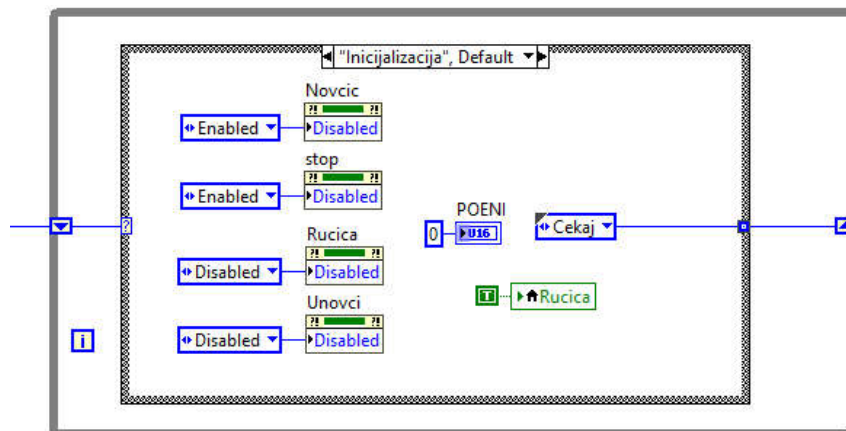 "Inicijalizacija", Default
Novcic
Enabled
?! ?!
Disabled
stop
Enabled
?! ?!
Disabled
POENI
0
U16
Cekaj
?
Rucica
Disabled
?! ?!
Disabled
T
Rucica
Unovci
Disabled
?! ?!
Disabled
i